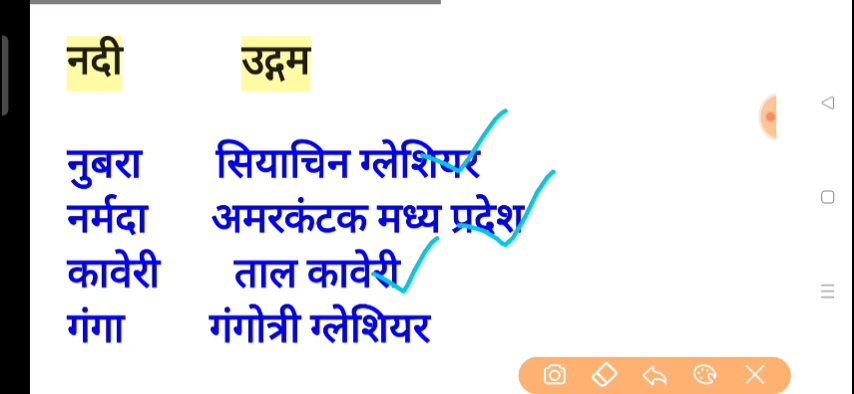 नदी उद्गम
नुबरा सियाचिन ग्लेशियर
नर्मदा अमरकंटक मध्य प्रदेश
कावेरी ताल कावेरी
गंगा गंगोत्री ग्लेशियर